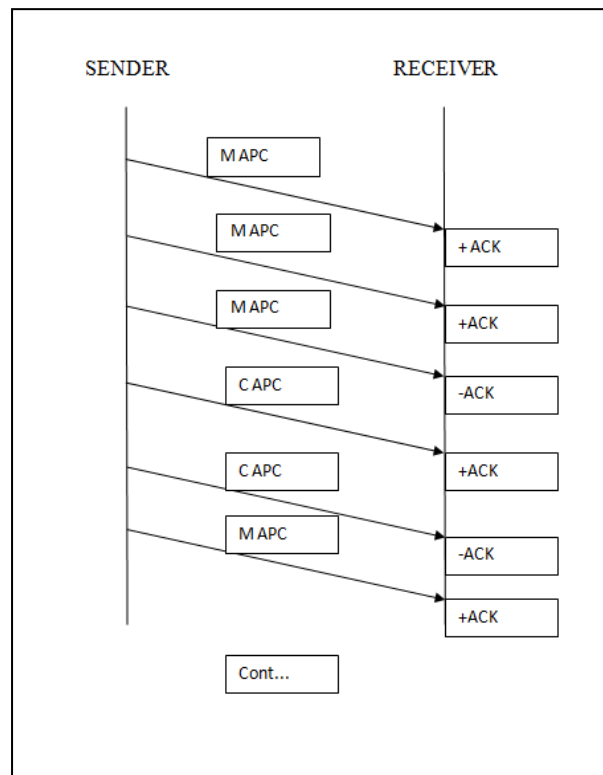 SENDER RECEIVER
M APC
+ACK
M APC
+ACK
M APC
-ACK
C APC
+ACK
C APC
-ACK
M APC
+ACK
Cont...